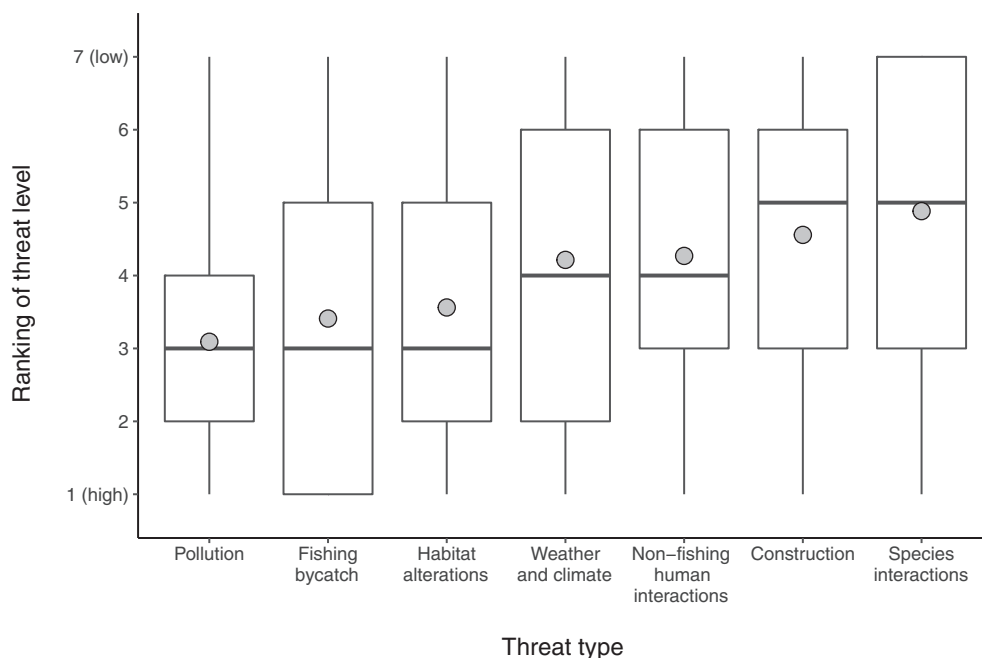 Ranking of threat level
7 (low)
6
5
4
3
2
1 (high)
Pollution
Fishing
bycatch
Habitat
alterations
Weather
and climate
Non−fishing
human
interactions
Construction
Species
interactions
Threat type